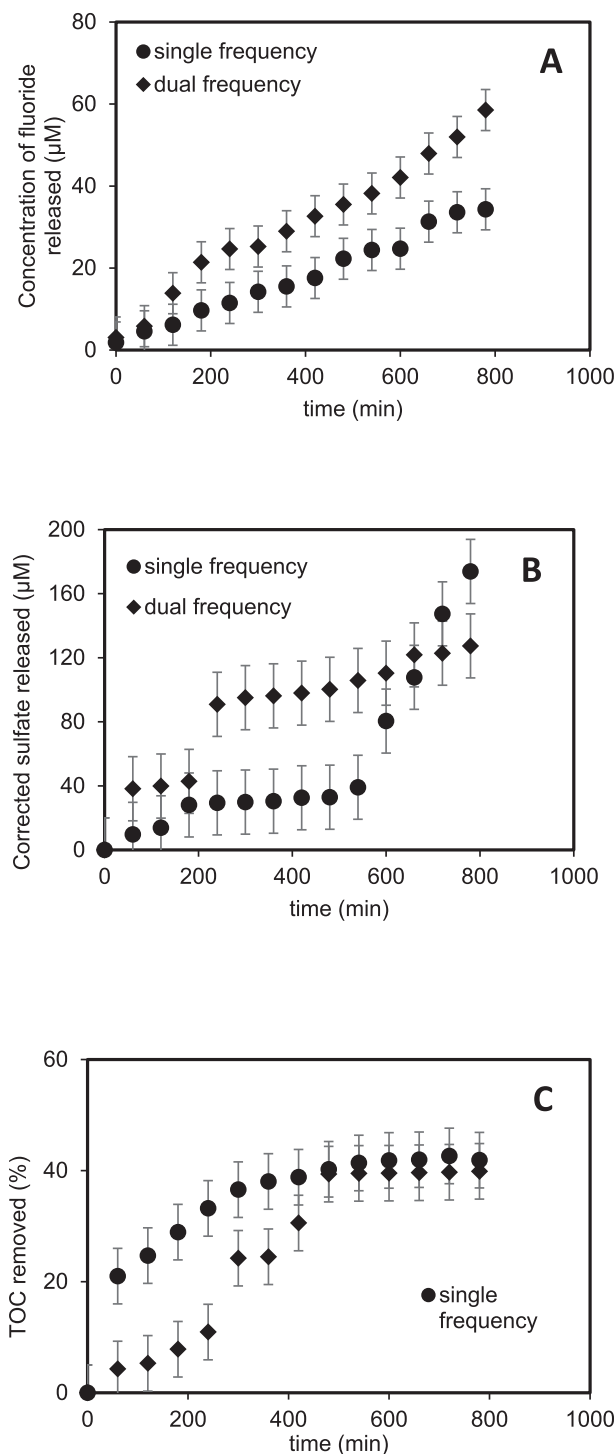 80
single frequency
A
dual frequency
60
Concentration of fluoride
released (µM)
40
20
0
0 200 400 600 800 1000
time (min)
200
single frequency
B
160
dual frequency
Corrected sulfate released (µM)
120
80
40
0
0 200 400 600 800 1000
time (min)
60
C
40
TOC removed (%)
20
single
frequency
0
0 200 400 600 800 1000
time (min)